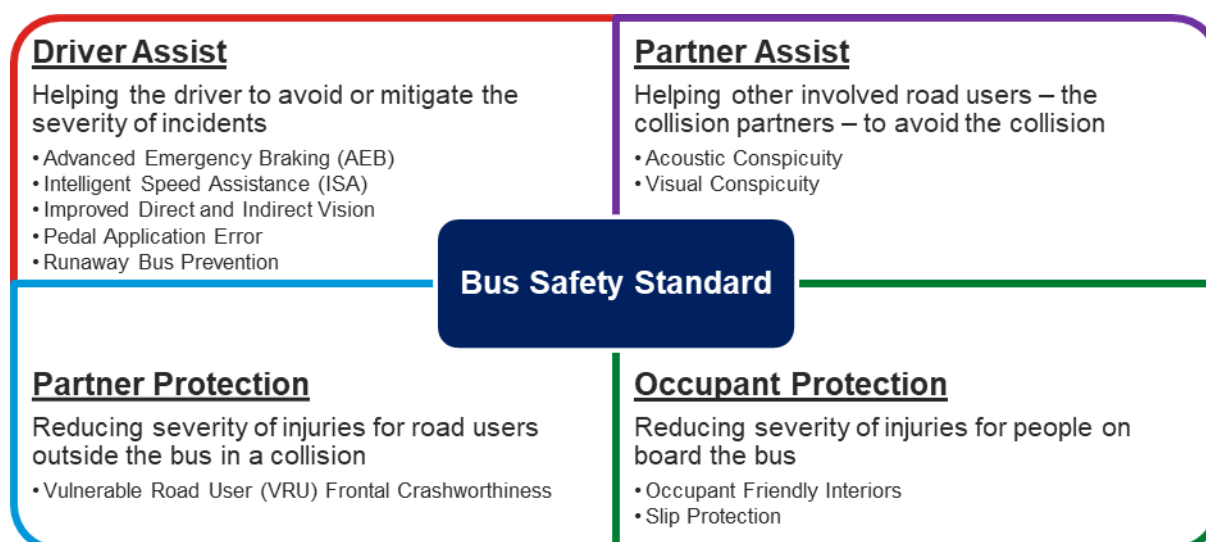 Driver Assist
Helping the driver to avoid or mitigate the
severity of incidents
• Advanced Emergency Braking (AEB)
• Intelligent Speed Assistance (ISA)
• Improved Direct and Indirect Vision
• Pedal Application Error
• Runaway Bus Prevention
Partner Assist
Helping other involved road users – the
collision partners – to avoid the collision
• Acoustic Conspicuity
• Visual Conspicuity
Bus Safety Standard
Partner Protection
Reducing severity of injuries for road users
outside the bus in a collision
• Vulnerable Road User (VRU) Frontal Crashworthiness
Occupant Protection
Reducing severity of injuries for people on
board the bus
• Occupant Friendly Interiors
• Slip Protection